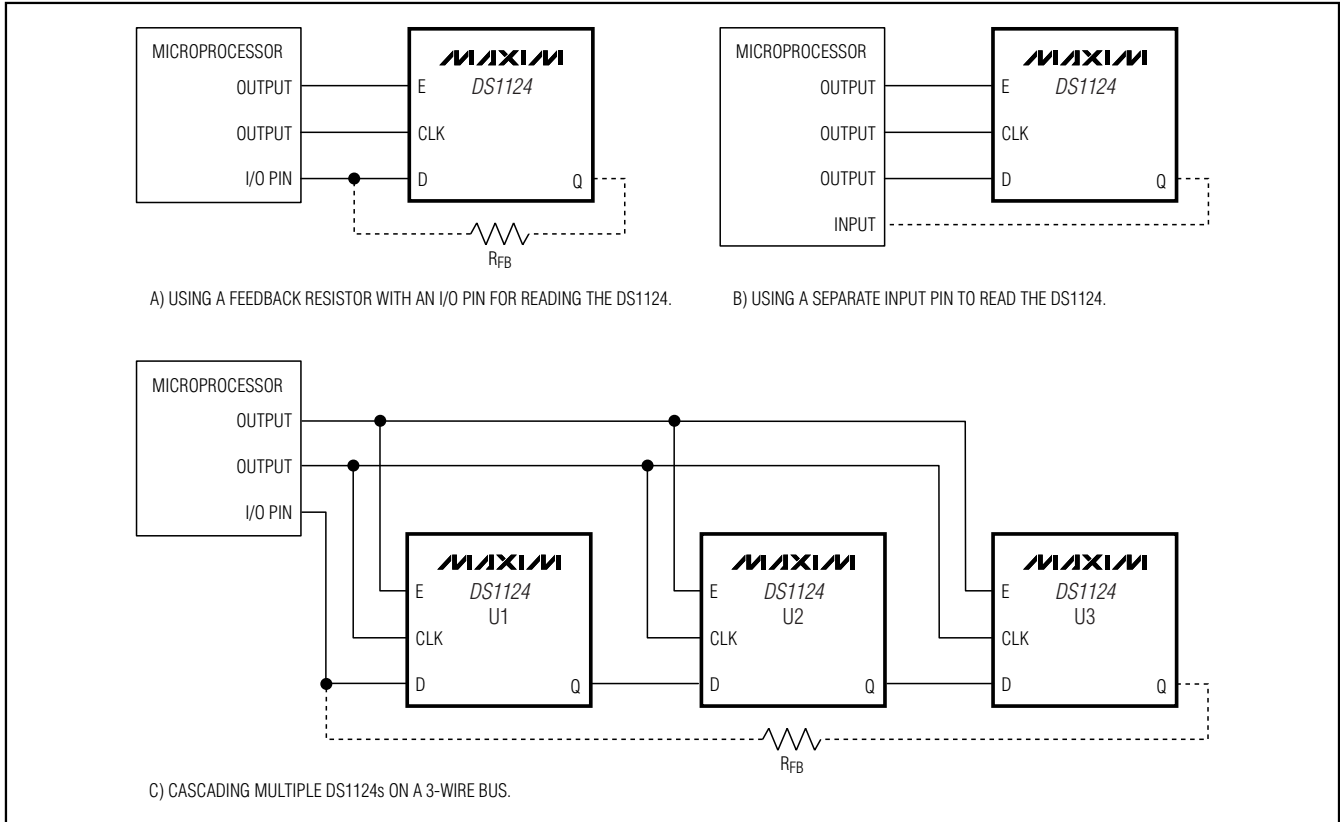 MICROPROCESSOR
OUTPUT
OUTPUT
I/O PIN
MAXIM
DS1124
E
CLK
D
Q
RFB
A) USING A FEEDBACK RESISTOR WITH AN I/O PIN FOR READING THE DS1124.
MICROPROCESSOR
OUTPUT
OUTPUT
OUTPUT
INPUT
MAXIM
DS1124
E
CLK
D
Q
B) USING A SEPARATE INPUT PIN TO READ THE DS1124.
MICROPROCESSOR
OUTPUT
OUTPUT
I/O PIN
MAXIM
DS1124
U1
E
CLK
D
Q
MAXIM
DS1124
U2
E
CLK
D
Q
MAXIM
DS1124
U3
E
CLK
D
Q
RFB
C) CASCADING MULTIPLE DS1124s ON A 3-WIRE BUS.